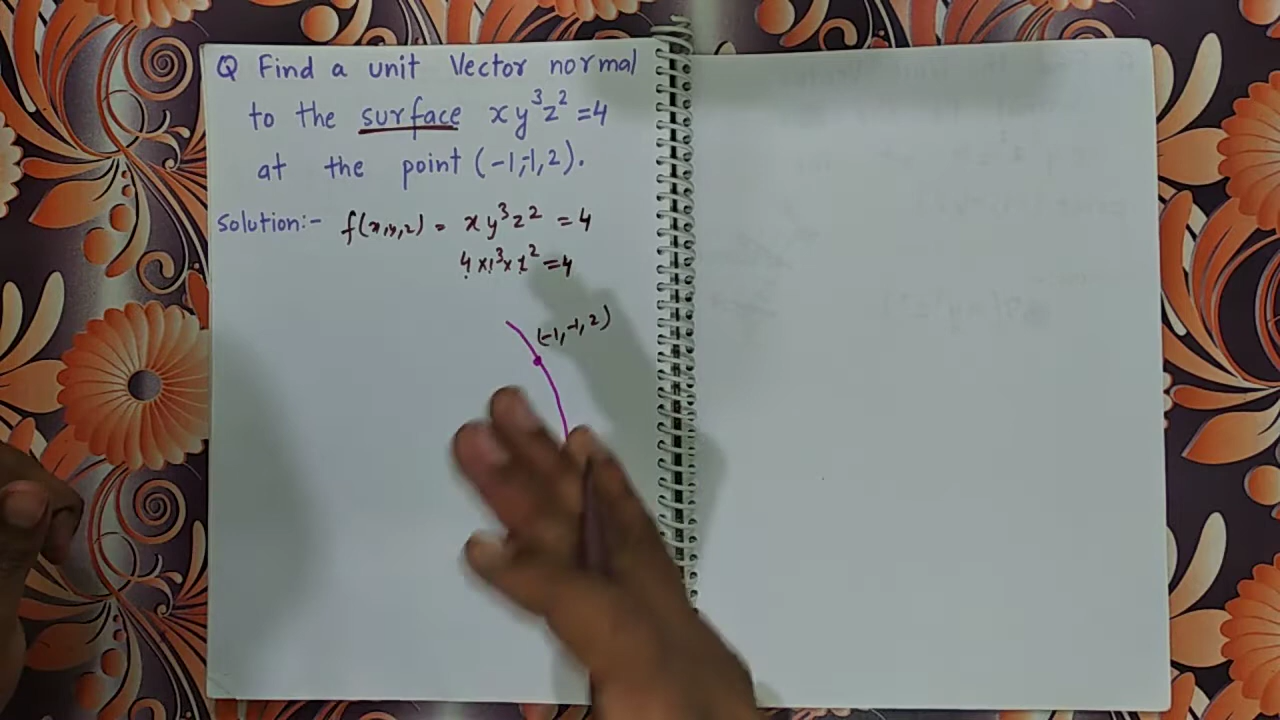 Q Find a unit Vector normal
to the surface xy³z² =4
at the point (-1,-1,2).
Solution:- f(x,y,z) = xy³z² =4
4×1³×1² =4
(-1,-1,2)